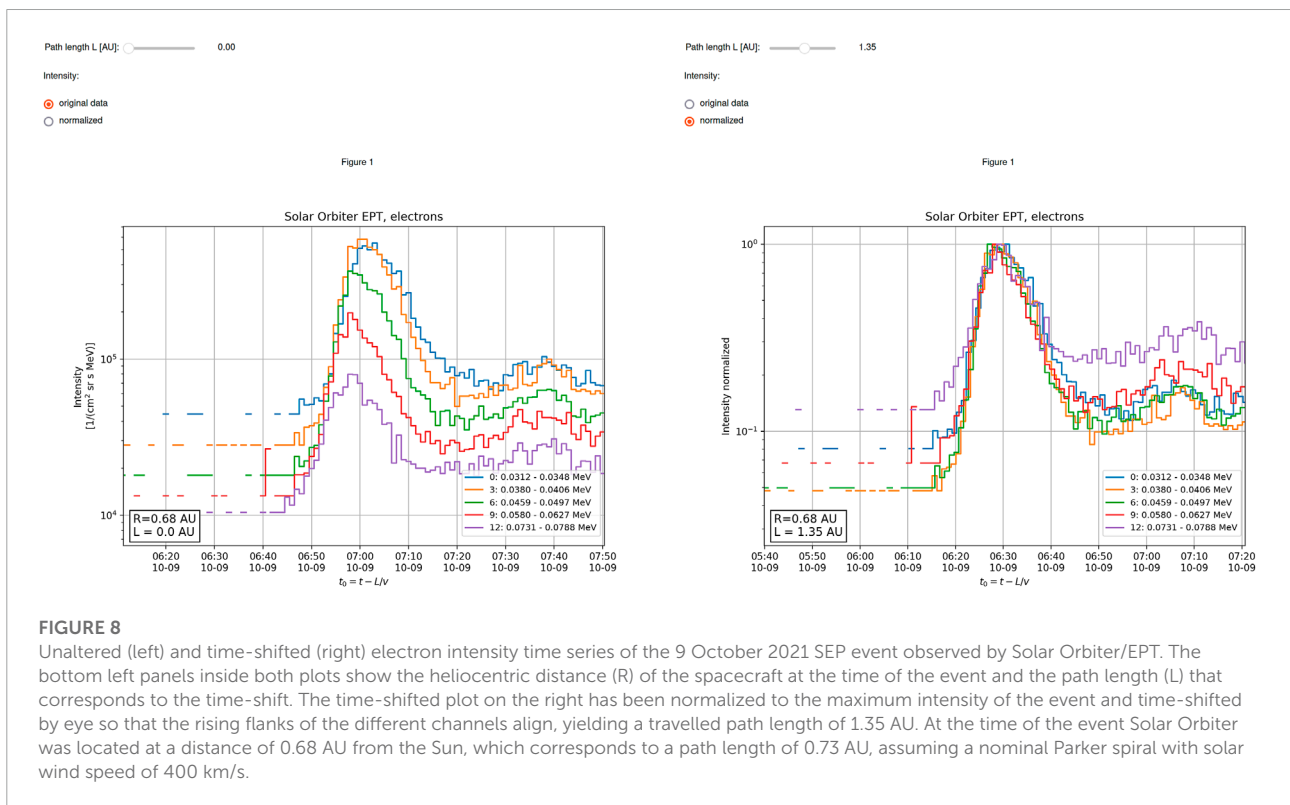 Path length L [AU]: 0.00
Intensity:
original data
normalized
Figure 1
Solar Orbiter EPT, electrons
Intensity
[1/(cm² sr s MeV)]
10⁵
10⁴
R=0.68 AU
L = 0.0 AU
0: 0.0312 - 0.0348 MeV
3: 0.0380 - 0.0406 MeV
6: 0.0459 - 0.0497 MeV
9: 0.0580 - 0.0627 MeV
12: 0.0731 - 0.0788 MeV
06:20 06:30 06:40 06:50 07:00 07:10 07:20 07:30 07:40 07:50
10-09 10-09 10-09 10-09 10-09 10-09 10-09 10-09 10-09 10-09
t₀ = t − L/v
Path length L [AU]: 1.35
Intensity:
original data
normalized
Figure 1
Solar Orbiter EPT, electrons
Intensity normalized
10⁰
10⁻¹
R=0.68 AU
L = 1.35 AU
0: 0.0312 - 0.0348 MeV
3: 0.0380 - 0.0406 MeV
6: 0.0459 - 0.0497 MeV
9: 0.0580 - 0.0627 MeV
12: 0.0731 - 0.0788 MeV
05:40 05:50 06:00 06:10 06:20 06:30 06:40 06:50 07:00 07:10 07:20
10-09 10-09 10-09 10-09 10-09 10-09 10-09 10-09 10-09 10-09 10-09
t₀ = t − L/v
FIGURE 8
Unaltered (left) and time-shifted (right) electron intensity time series of the 9 October 2021 SEP event observed by Solar Orbiter/EPT. The
bottom left panels inside both plots show the heliocentric distance (R) of the spacecraft at the time of the event and the path length (L) that
corresponds to the time-shift. The time-shifted plot on the right has been normalized to the maximum intensity of the event and time-shifted
by eye so that the rising flanks of the different channels align, yielding a travelled path length of 1.35 AU. At the time of the event Solar Orbiter
was located at a distance of 0.68 AU from the Sun, which corresponds to a path length of 0.73 AU, assuming a nominal Parker spiral with solar
wind speed of 400 km/s.